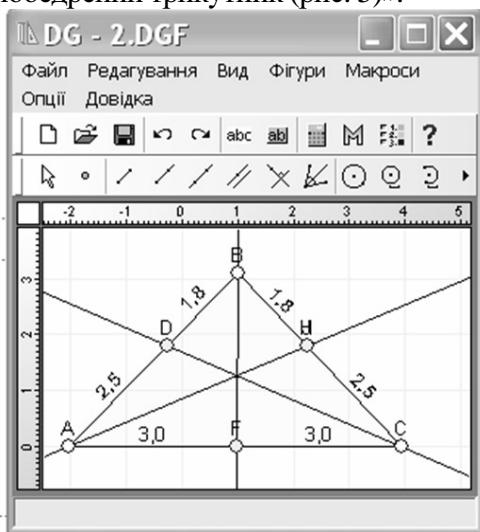 трикутник (рис. 3)».
DG - 2.DGF
Файл Редагування Вид Фігури Макроси
Опції Довідка
abc ab ?
-2 -1 0 1 2 3 4 5
3
2
1
0
B
1,8 1,8
D H
2,5 2,5
A F C
3,0 3,0